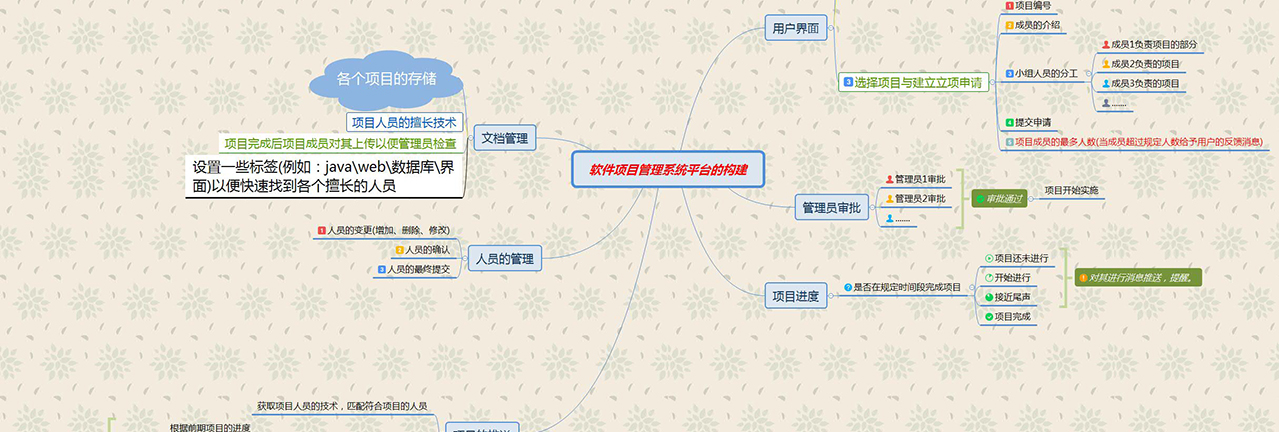 项目编号
成员的介绍
用户界面
3 选择项目与建立立项申请
小组人员的分工
成员1负责项目的部分
成员2负责的项目
成员3负责的项目
.......
提交申请
项目成员的最多人数(当成员超过规定人数给予用户的反馈消息)
各个项目的存储
项目人员的擅长技术
项目完成后项目成员对其上传以便管理员检查
设置一些标签(例如：java\web\数据库\界
面)以便快速找到各个擅长的人员
文档管理
软件项目管理系统平台的构建
管理员审批
管理员1审批
管理员2审批
.......
审批通过
项目开始实施
1 人员的变更(增加、删除、修改)
2 人员的确认
3 人员的最终提交
人员的管理
项目进度
是否在规定时间段完成项目
项目还未进行
开始进行
接近尾声
项目完成
对其进行消息推送，提醒。
获取项目人员的技术，匹配符合项目的人员
根据前期项目的进度
项目的推送